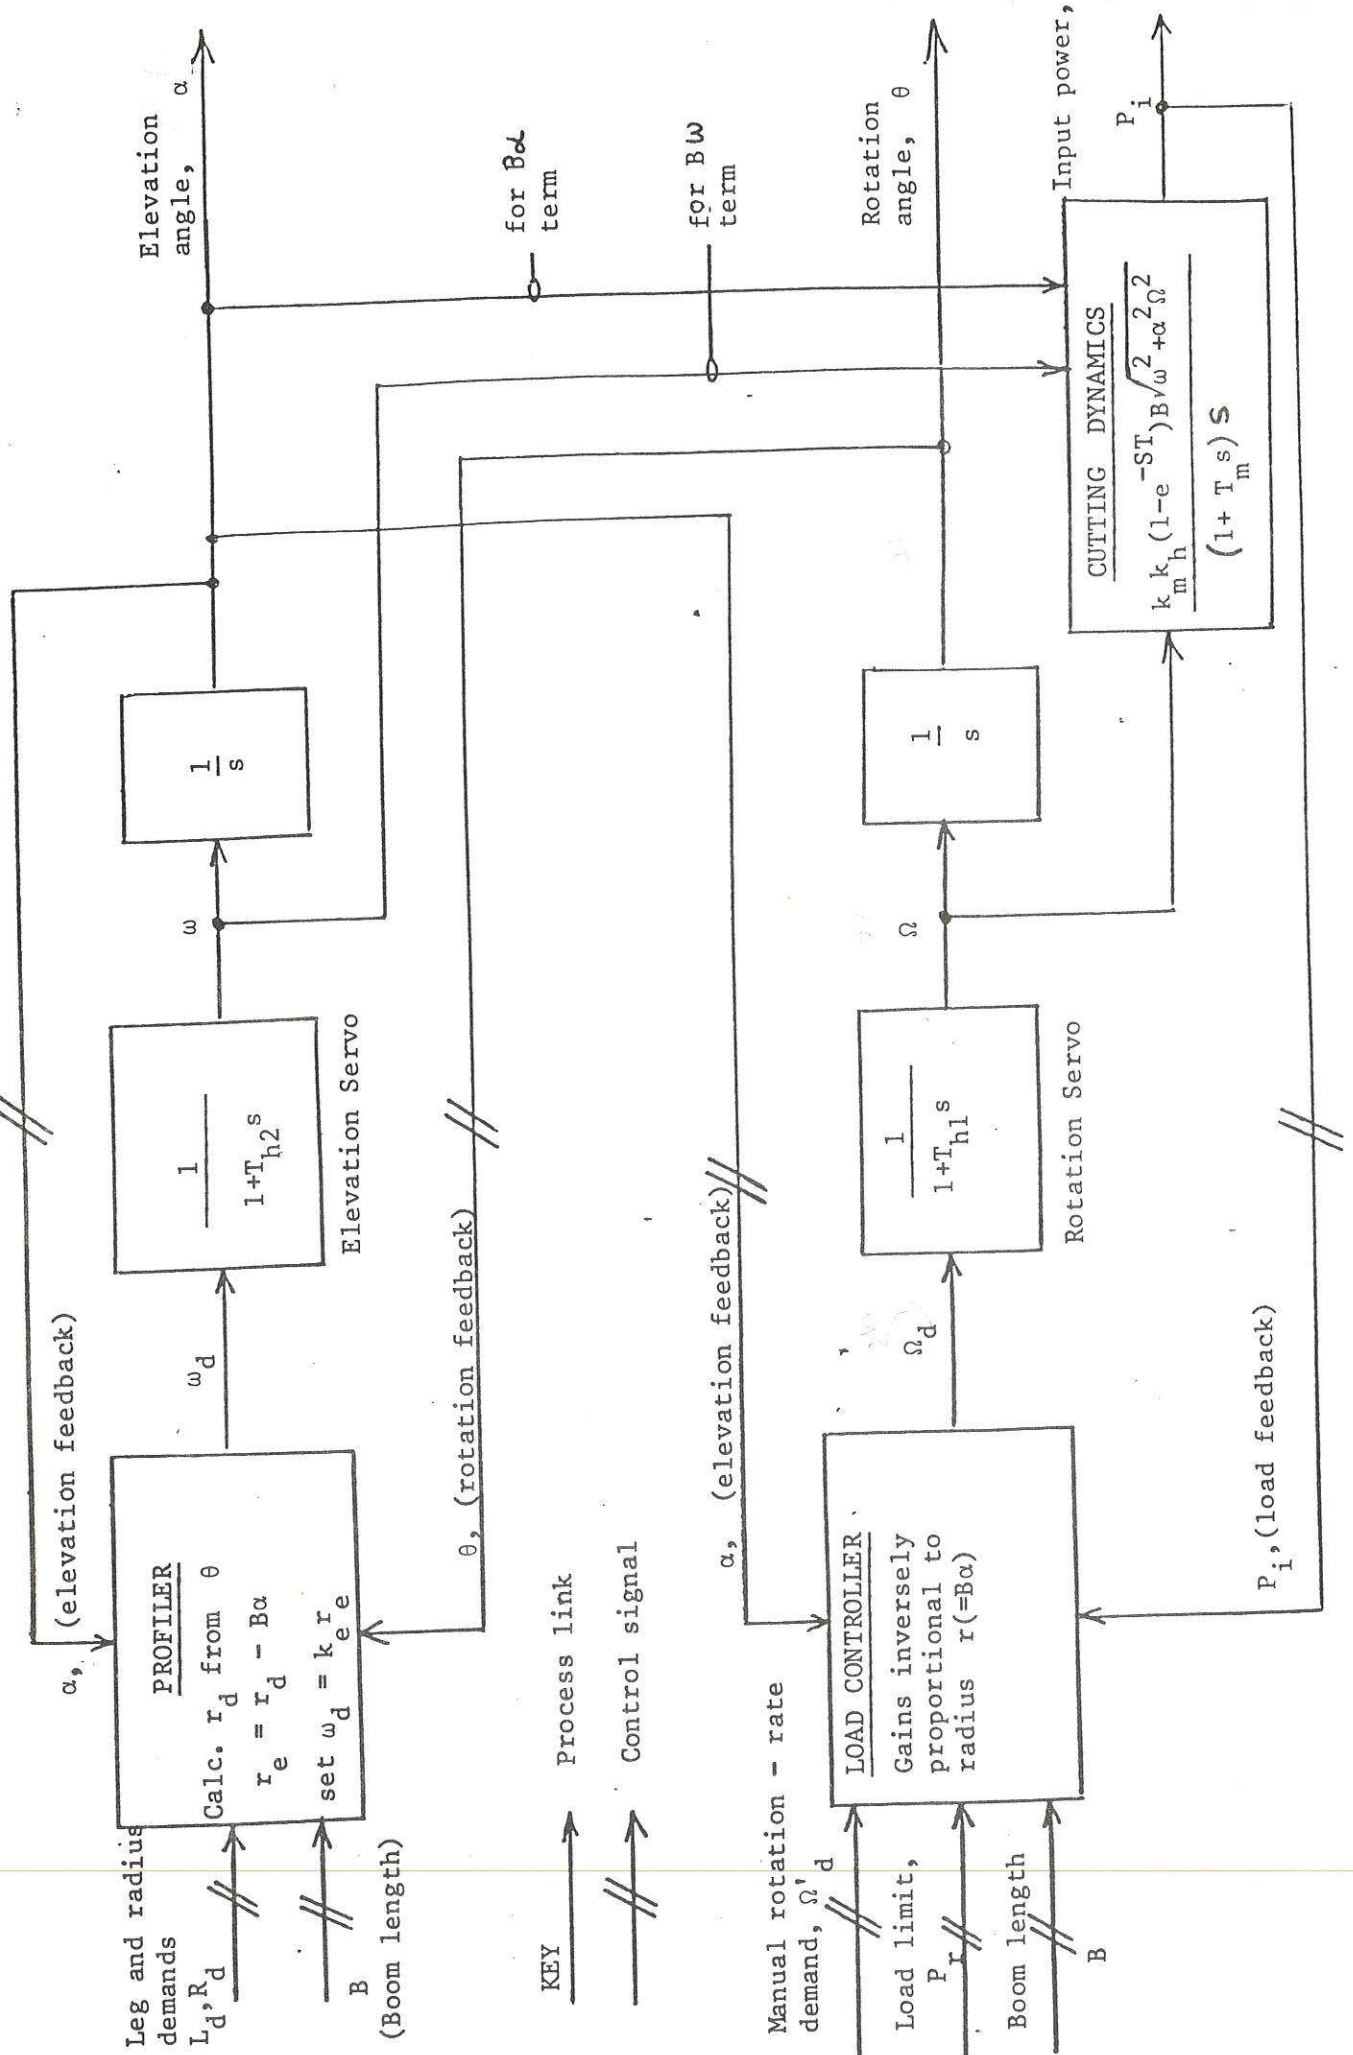 Leg and radius
demands
L_d, R_d
B
(Boom length)
α, (elevation feedback)
PROFILER
Calc. r_d from θ
r_e = r_d - Bα
set ω_d = k_e r_e
ω_d
1
1+T_h2 s
Elevation Servo
ω
1
s
Elevation
angle, α
θ, (rotation feedback)
for Bα
term
for Bω
term
KEY
Process link
Control signal
α, (elevation feedback)
Manual rotation - rate
demand, Ω'_d
Load limit,
P_r
Boom length
B
LOAD CONTROLLER
Gains inversely
proportional to
radius r(=Bα)
Ω_d
1
1+T_h1 s
Rotation Servo
Ω
1
s
Rotation
angle, θ
CUTTING DYNAMICS
k_m k_h (1-e^-ST)B√ω^2+α^2Ω^2
(1+ T_m s) s
Input power,
P_i
P_i, (load feedback)